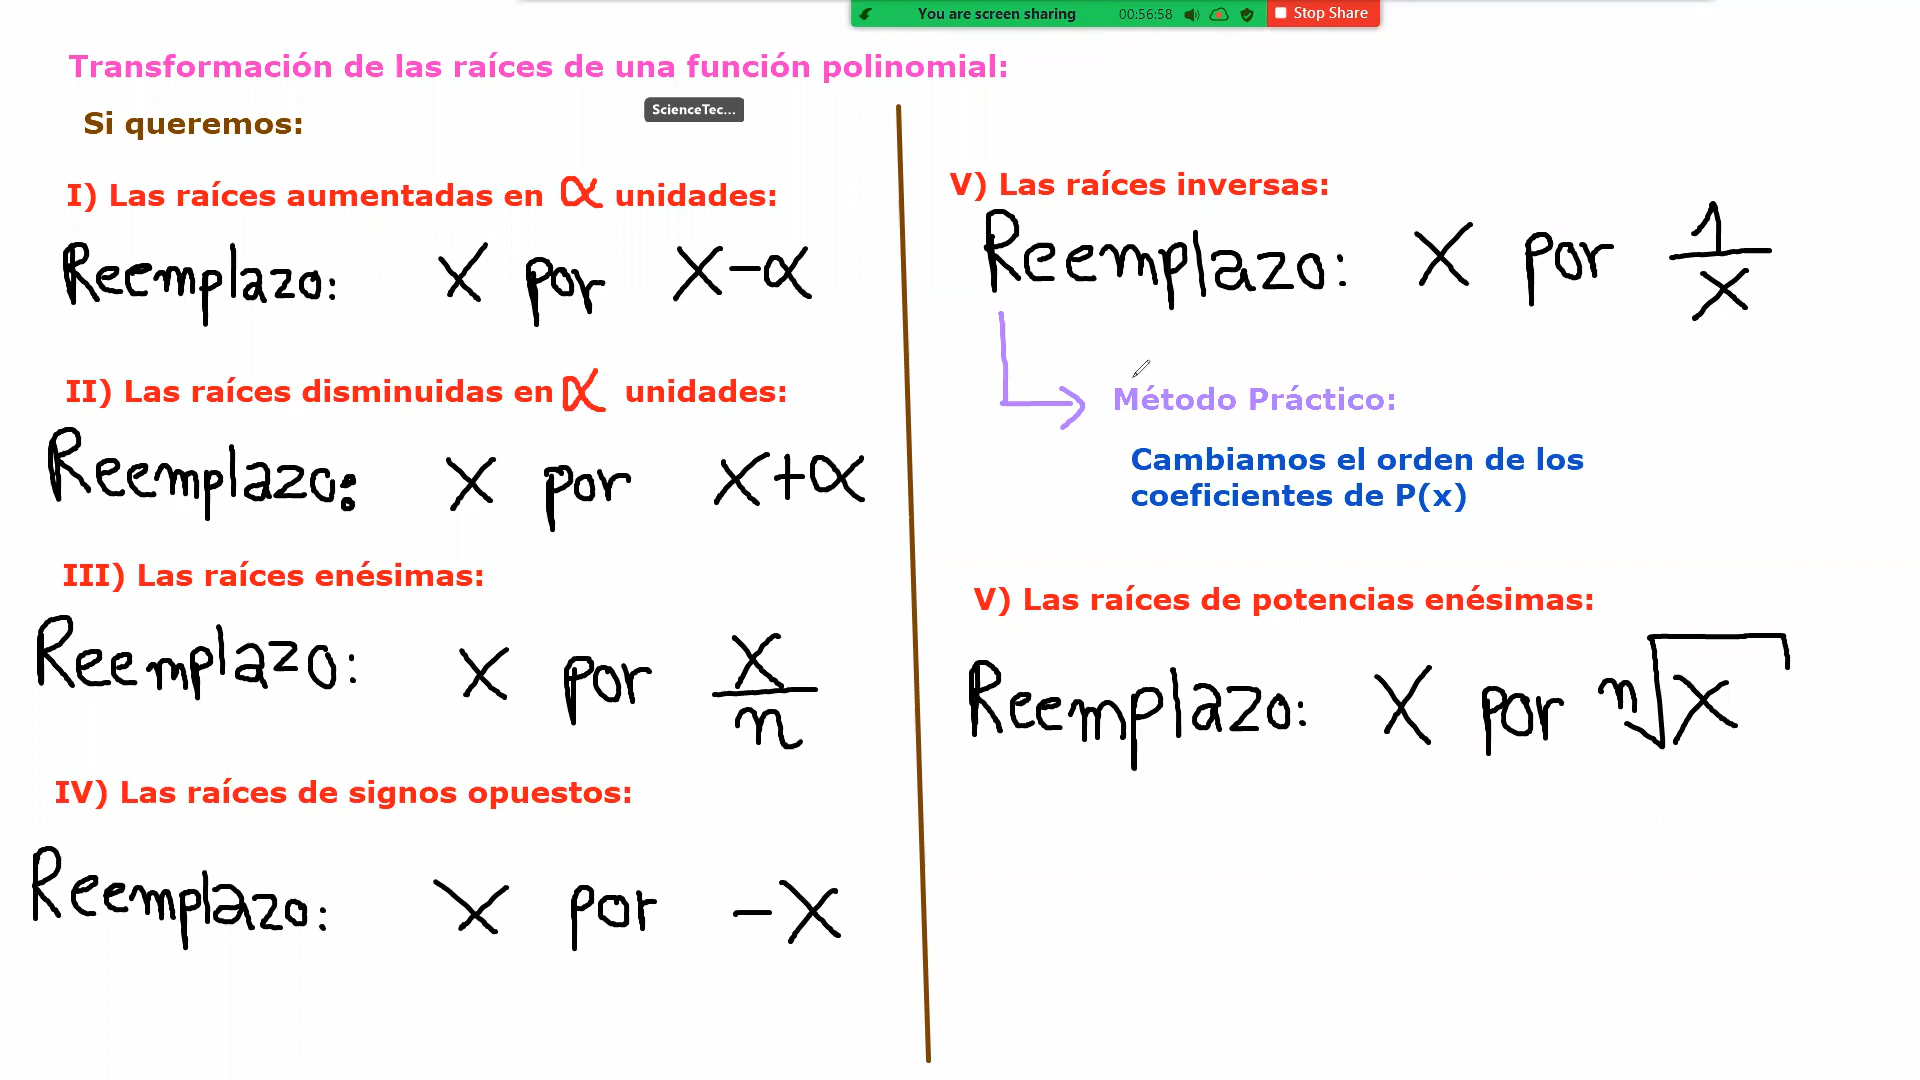 You are screen sharing 00:56:58 Stop Share
Transformación de las raíces de una función polinomial:
ScienceTec...
Si queremos:
I) Las raíces aumentadas en α unidades:
Reemplazo: x por x-α
II) Las raíces disminuidas en α unidades:
Reemplazo: x por x+α
III) Las raíces enésimas:
Reemplazo: x por x/n
IV) Las raíces de signos opuestos:
Reemplazo: x por -x
V) Las raíces inversas:
Reemplazo: x por 1/x
Método Práctico:
Cambiamos el orden de los
coeficientes de P(x)
V) Las raíces de potencias enésimas:
Reemplazo: x por ⁿ√x